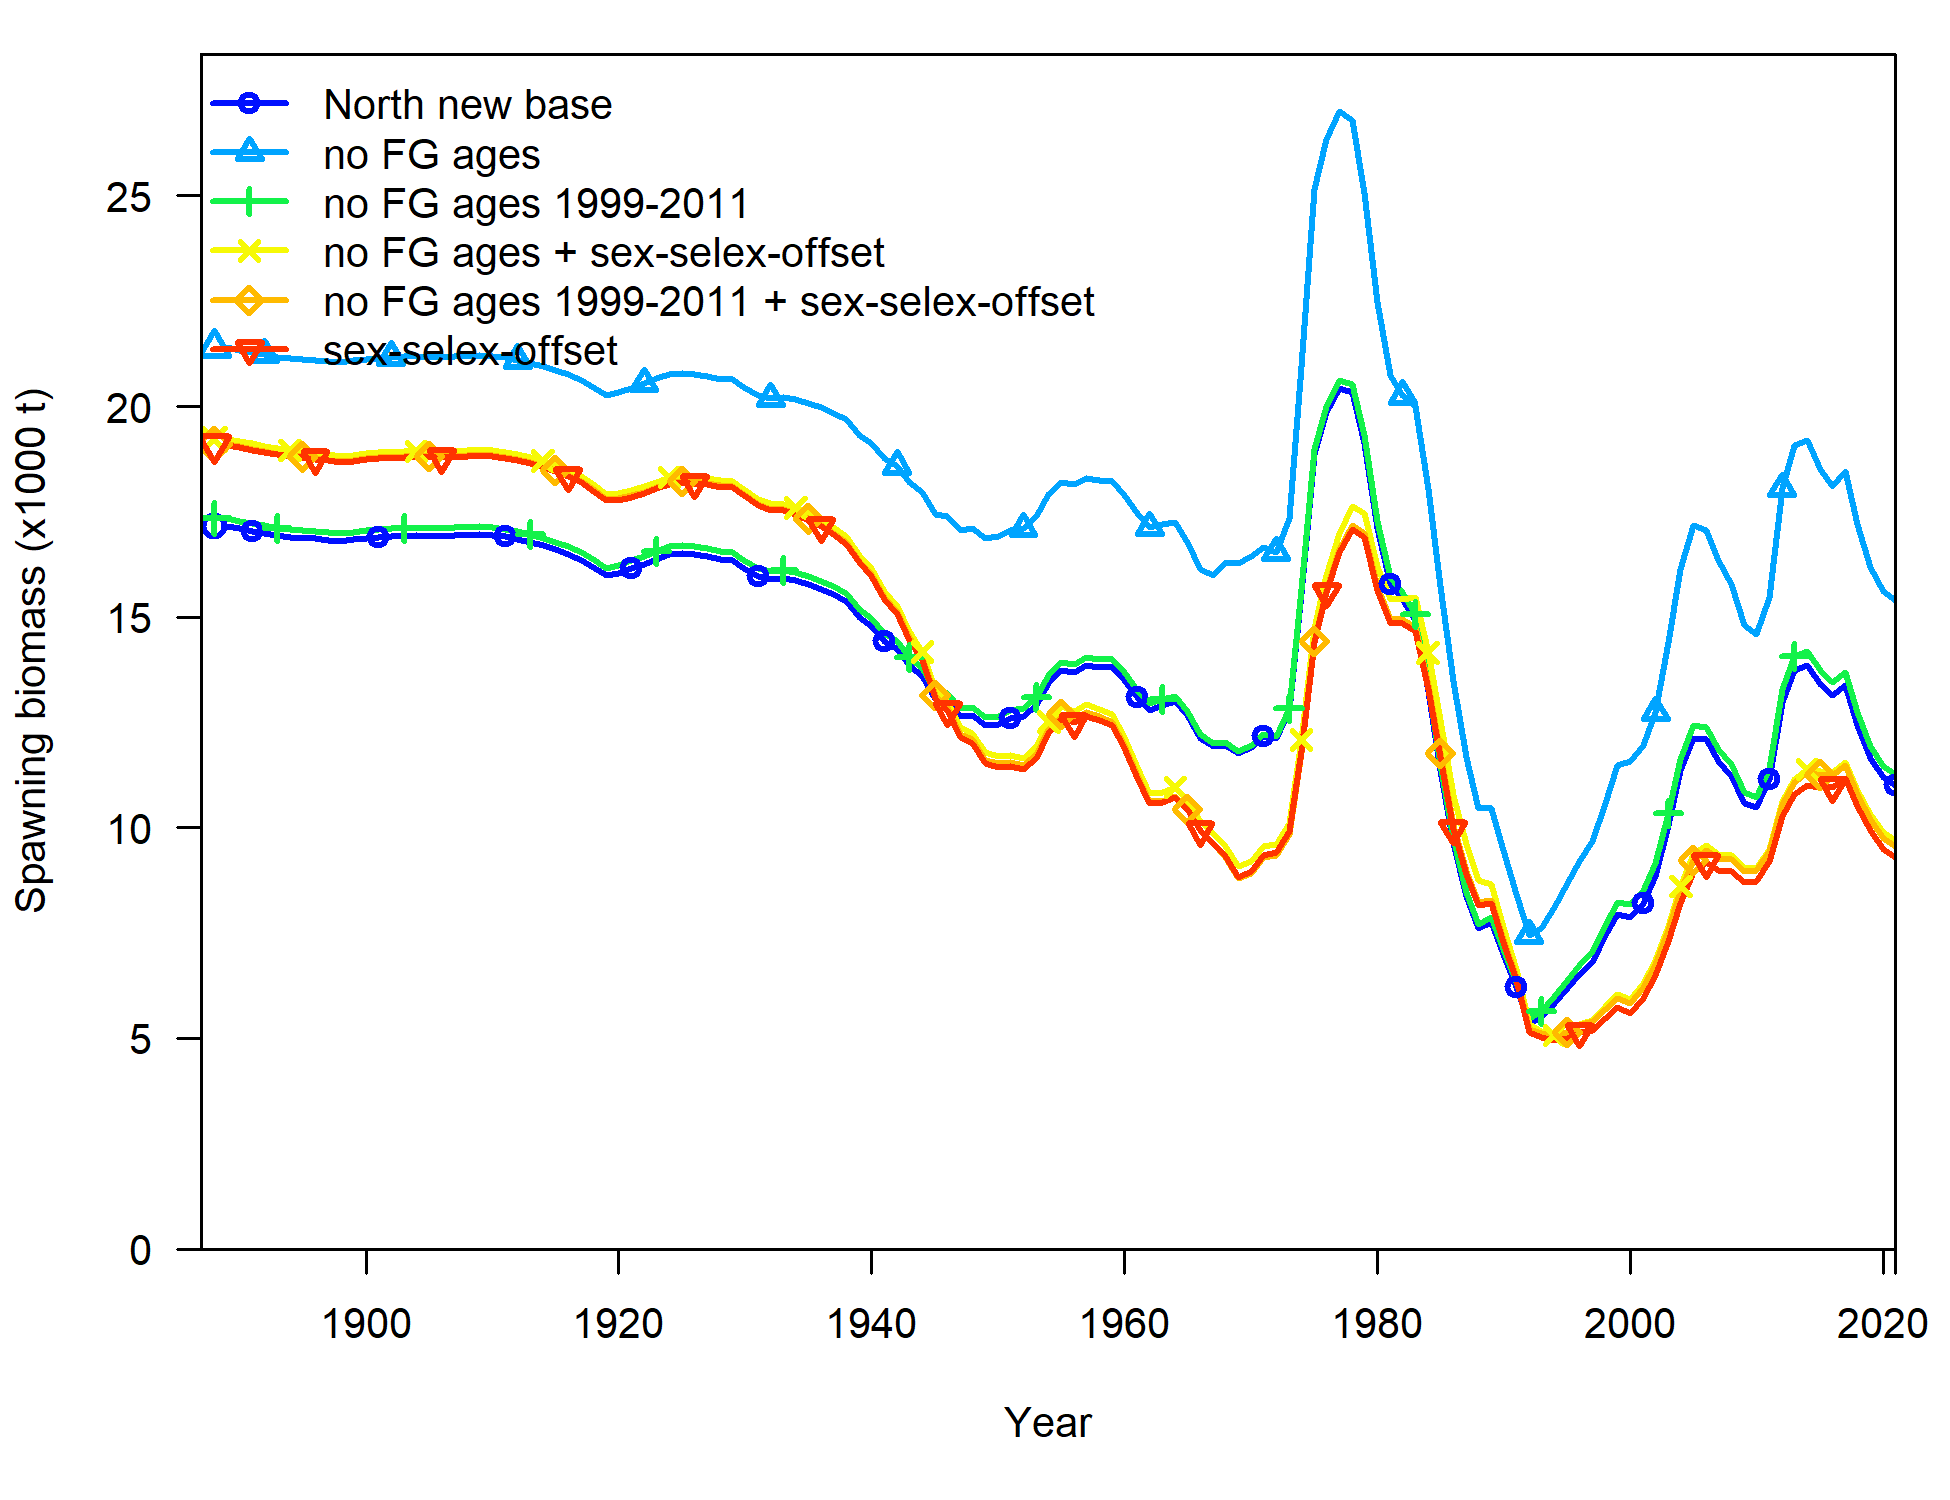 North new base
no FG ages
no FG ages 1999-2011
no FG ages + sex-selex-offset
no FG ages 1999-2011 + sex-selex-offset
sex-selex-offset
Spawning biomass (x1000 t)
25
20
15
10
5
0
1900 1920 1940 1960 1980 2000 2020
Year